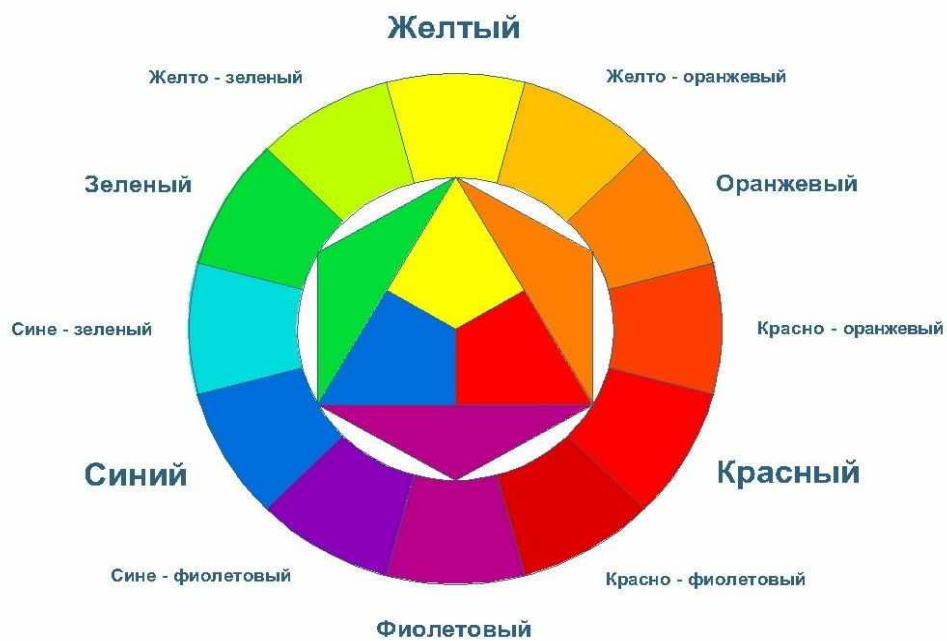 Желтый
Желто - зеленый
Желто - оранжевый
Зеленый
Оранжевый
Сине - зеленый
Красно - оранжевый
Синий
Красный
Сине - фиолетовый
Красно - фиолетовый
Фиолетовый